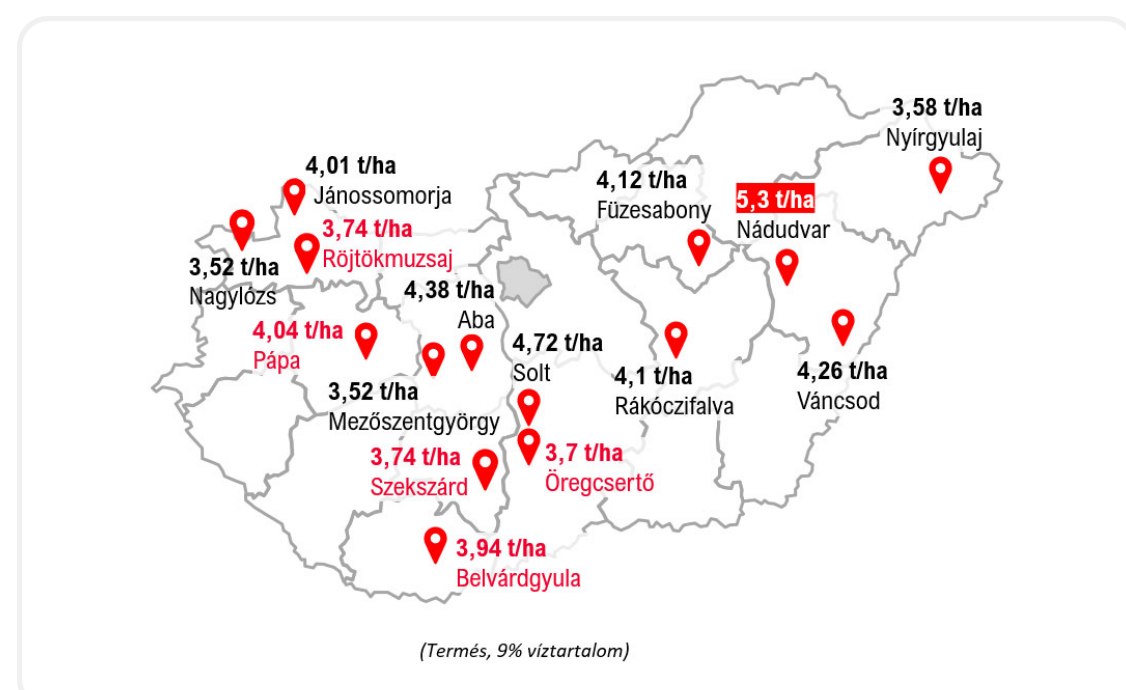 3,58 t/ha
Nyírgyulaj
4,01 t/ha
Jánossomorja
4,12 t/ha
Füzesabony
5,3 t/ha
Nádudvar
3,74 t/ha
Röjtökmuzsaj
3,52 t/ha
Nagylózs
4,38 t/ha
Aba
4,04 t/ha
Pápa
4,72 t/ha
Solt
4,1 t/ha
Rákóczifalva
4,26 t/ha
Váncsod
3,52 t/ha
Mezőszentgyörgy
3,74 t/ha
Szekszárd
3,7 t/ha
Öregcsertő
3,94 t/ha
Belvárdgyula
(Termés, 9% víztartalom)